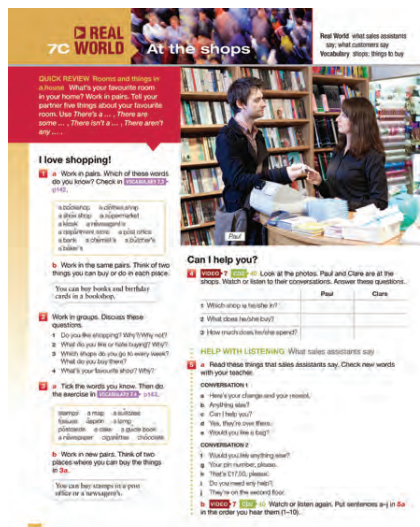 REAL
7C WORLD
At the shops
Real World what sales assistants
say; what customers say
Vocabulary shops; things to buy
QUICK REVIEW Rooms and things in
a house What's your favourite room
in your home? Work in pairs. Tell your
partner five things about your favourite
room. Use There's a ... , There are
some ... , There isn't a ... , There aren't
any ... .
I love shopping!
1 a Work in pairs. Which of these words
do you know? Check in VOCABULARY 7.3
p142.
a bookshop a clothes shop
a shoe shop a supermarket
a kiosk a newsagent's
a department store a post office
a bank a chemist's a butcher's
a baker's
b Work in the same pairs. Think of two
things you can buy or do in each place.
You can buy books and birthday
cards in a bookshop.
2 Work in groups. Discuss these
questions.
1 Do you like shopping? Why?/Why not?
2 What do you like or hate buying? Why?
3 Which shops do you go to every week?
What do you buy there?
4 What's your favourite shop? Why?
3 a Tick the words you know. Then do
the exercise in p143.
stamps a map a suitcase
tissues a lamp
postcards a cake a guide book
a newspaper cigarettes chocolate
b Work in new pairs. Think of two
places where you can buy the things
in 3a.
You can buy stamps in a post
office or a newsagent's.
Paul
Can I help you?
4 VIDEO 7 Look at the photos. Paul and Clare are at the
shops. Watch or listen to their conversations. Answer these questions.
Paul Clare
1 Which shop is he/she in?
2 What does he/she buy?
3 How much does he/she spend?
HELP WITH LISTENING What sales assistants say
5 a Read these things that sales assistants say. Check new words
with your teacher.
CONVERSATION 1
a Here's your change and your receipt.
b Anything else?
c Can I help you?
d Yes, they're over there.
e Would you like a bag?
CONVERSATION 2
f Would you like anything else?
g Your pin number, please.
h That's £17.50, please.
i Do you need any help?
j They're on the second floor.
b VIDEO 7 Watch or listen again. Put sentences a–j in 5a
in the order you hear them (1–10).